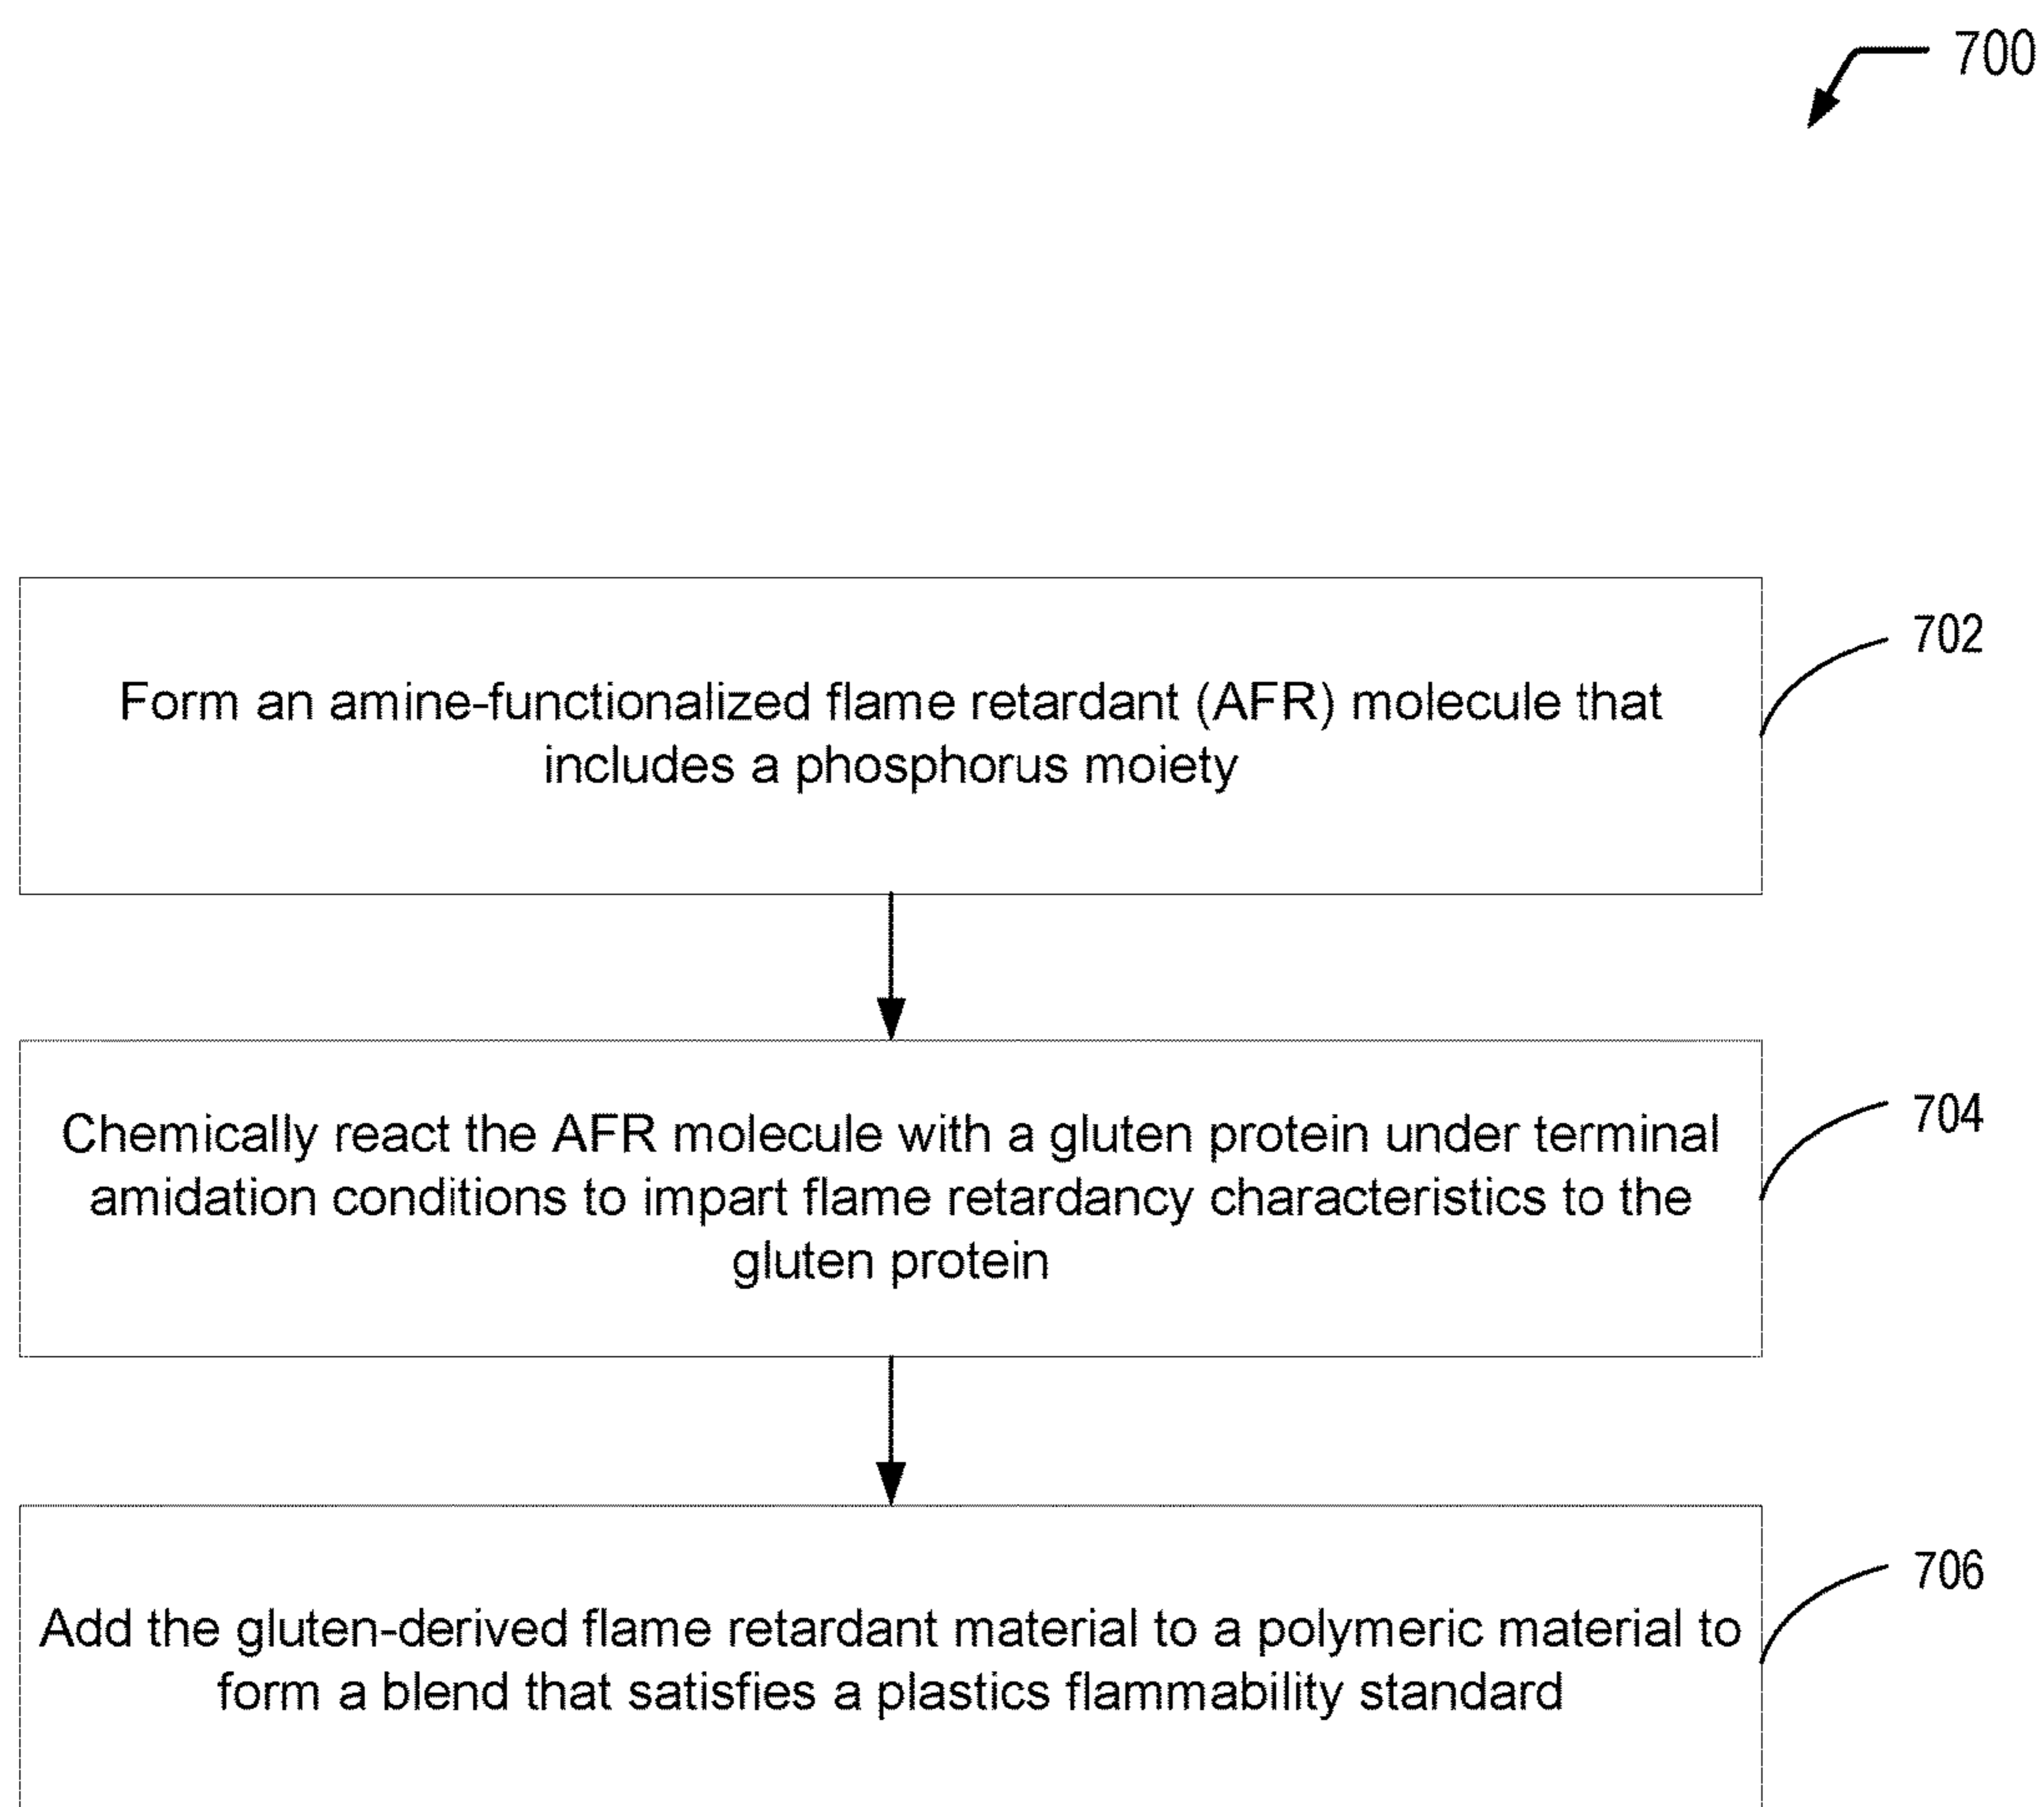 700
Form an amine-functionalized flame retardant (AFR) molecule that
includes a phosphorus moiety
702
Chemically react the AFR molecule with a gluten protein under terminal
amidation conditions to impart flame retardancy characteristics to the
gluten protein
704
Add the gluten-derived flame retardant material to a polymeric material to
form a blend that satisfies a plastics flammability standard
706